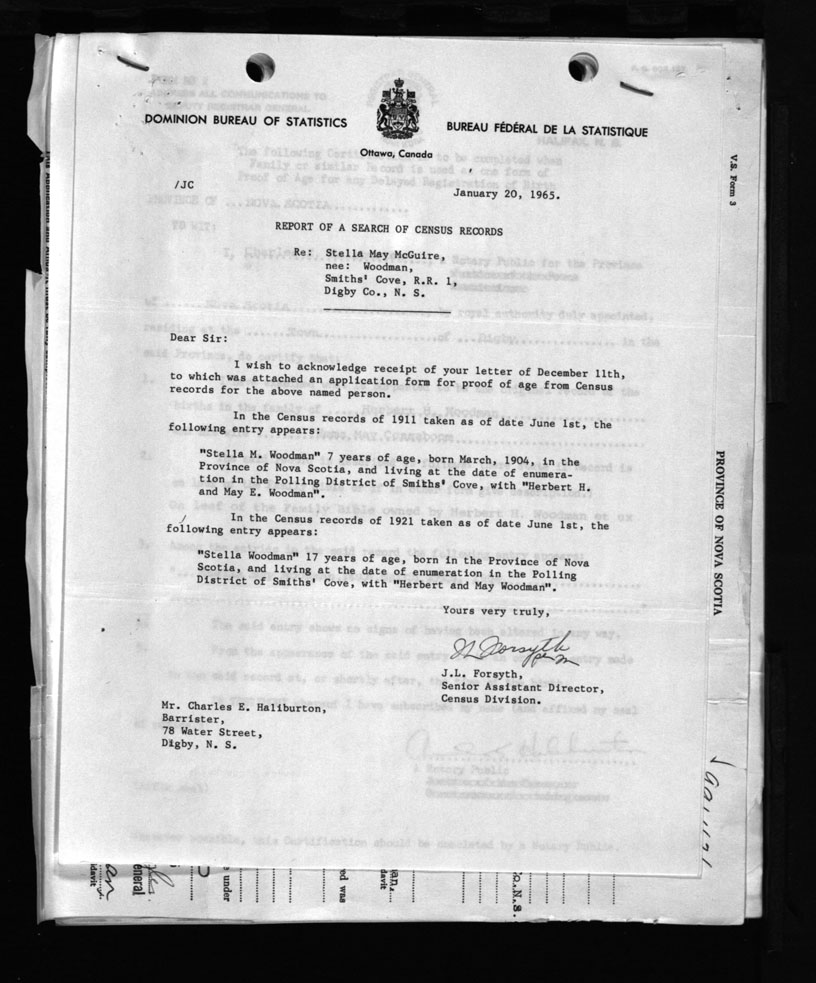 DOMINION BUREAU OF STATISTICS
BUREAU FÉDÉRAL DE LA STATISTIQUE
Ottawa, Canada
/JC
January 20, 1965.
REPORT OF A SEARCH OF CENSUS RECORDS
Re: Stella May McGuire,
nee: Woodman,
Smiths' Cove, R.R. 1,
Digby Co., N. S.
Dear Sir:
I wish to acknowledge receipt of your letter of December 11th,
to which was attached an application form for proof of age from Census
records for the above named person.
In the Census records of 1911 taken as of date June 1st, the
following entry appears:
"Stella M. Woodman" 7 years of age, born March, 1904, in the
Province of Nova Scotia, and living at the date of enumera-
tion in the Polling District of Smiths' Cove, with "Herbert H.
and May E. Woodman".
In the Census records of 1921 taken as of date June 1st, the
following entry appears:
"Stella Woodman" 17 years of age, born in the Province of Nova
Scotia, and living at the date of enumeration in the Polling
District of Smiths' Cove, with "Herbert and May Woodman".
Yours very truly,
J.L. Forsyth,
Senior Assistant Director,
Census Division.
Mr. Charles E. Haliburton,
Barrister,
78 Water Street,
Digby, N. S.
V.S. Form 3
PROVINCE OF NOVA SCOTIA